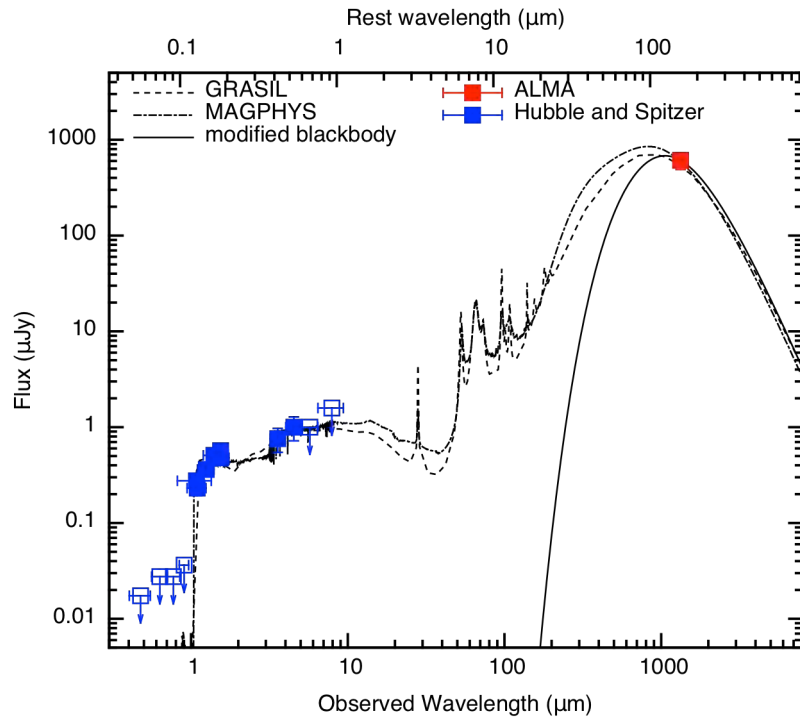 Rest wavelength (μm)
0.1 1 10 100
GRASIL
MAGPHYS
modified blackbody
ALMA
Hubble and Spitzer
1000
100
10
1
0.1
0.01
Flux (μJy)
1 10 100 1000
Observed Wavelength (μm)